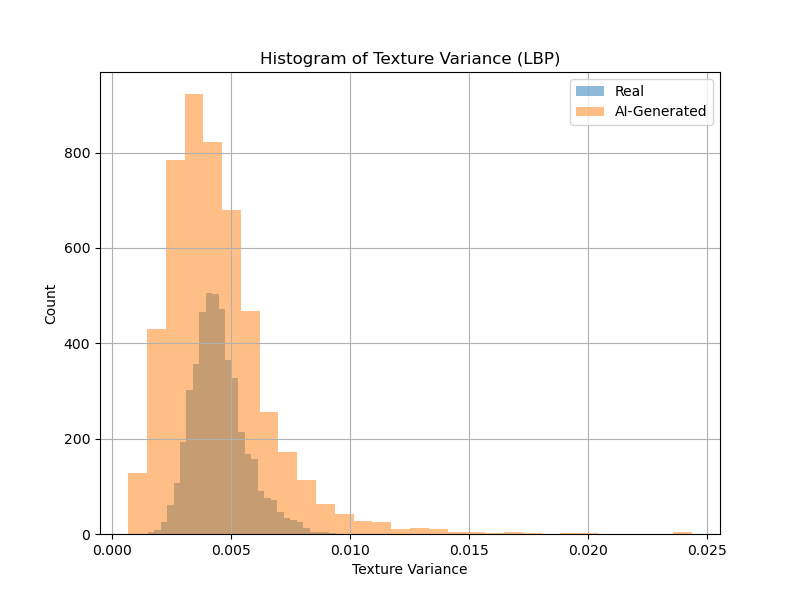 Histogram of Texture Variance (LBP)
Real
AI-Generated
800
600
400
200
0
Count
0.000 0.005 0.010 0.015 0.020 0.025
Texture Variance